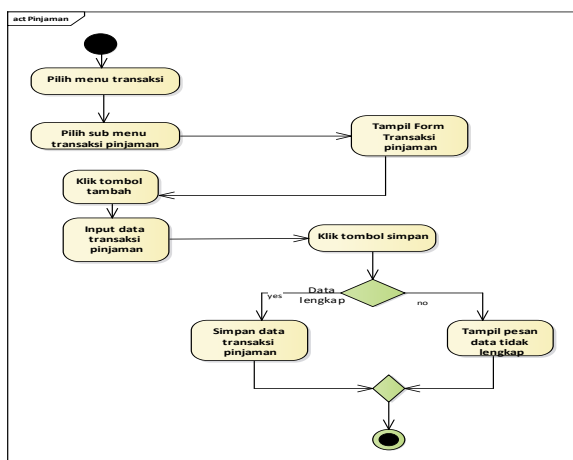 act Pinjaman
Pilih menu transaksi
Pilih sub menu
transaksi pinjaman
Tampil Form
Transaksi
pinjaman
Klik tombol
tambah
Input data
transaksi
pinjaman
Klik tombol simpan
Data
lengkap
yes
no
Simpan data
transaksi
pinjaman
Tampil pesan
data tidak
lengkap